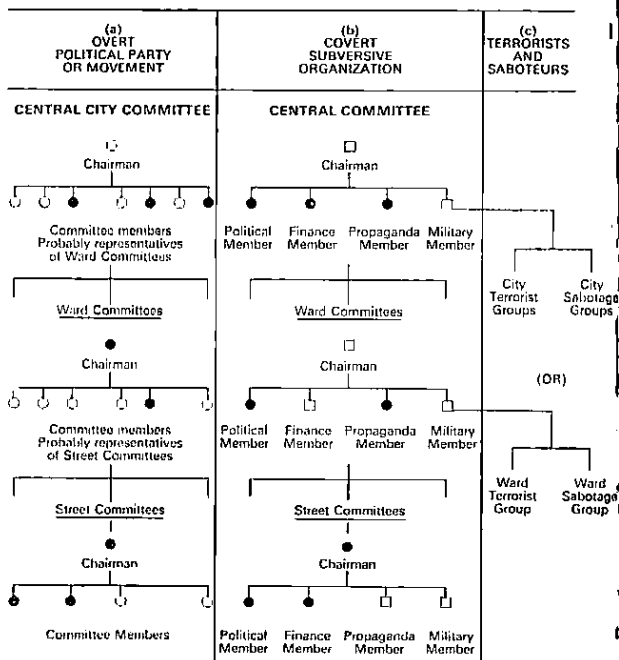 (a)
OVERT
POLITICAL PARTY
OR MOVEMENT
(b)
COVERT
SUBVERSIVE
ORGANIZATION
(c)
TERRORISTS
AND
SABOTEURS
CENTRAL CITY COMMITTEE
CENTRAL COMMITTEE
Chairman
Chairman
Committee members
Probably representatives
of Ward Committees
Political
Member
Finance
Member
Propaganda
Member
Military
Member
City
Terrorist
Groups
City
Sabotage
Groups
Ward Committees
Ward Committees
Chairman
Chairman
(OR)
Committee members
Probably representatives
of Street Committees
Political
Member
Finance
Member
Propaganda
Member
Military
Member
Ward
Terrorist
Group
Ward
Sabotage
Group
Street Committees
Street Committees
Chairman
Chairman
Committee Members
Political
Member
Finance
Member
Propaganda
Member
Military
Member